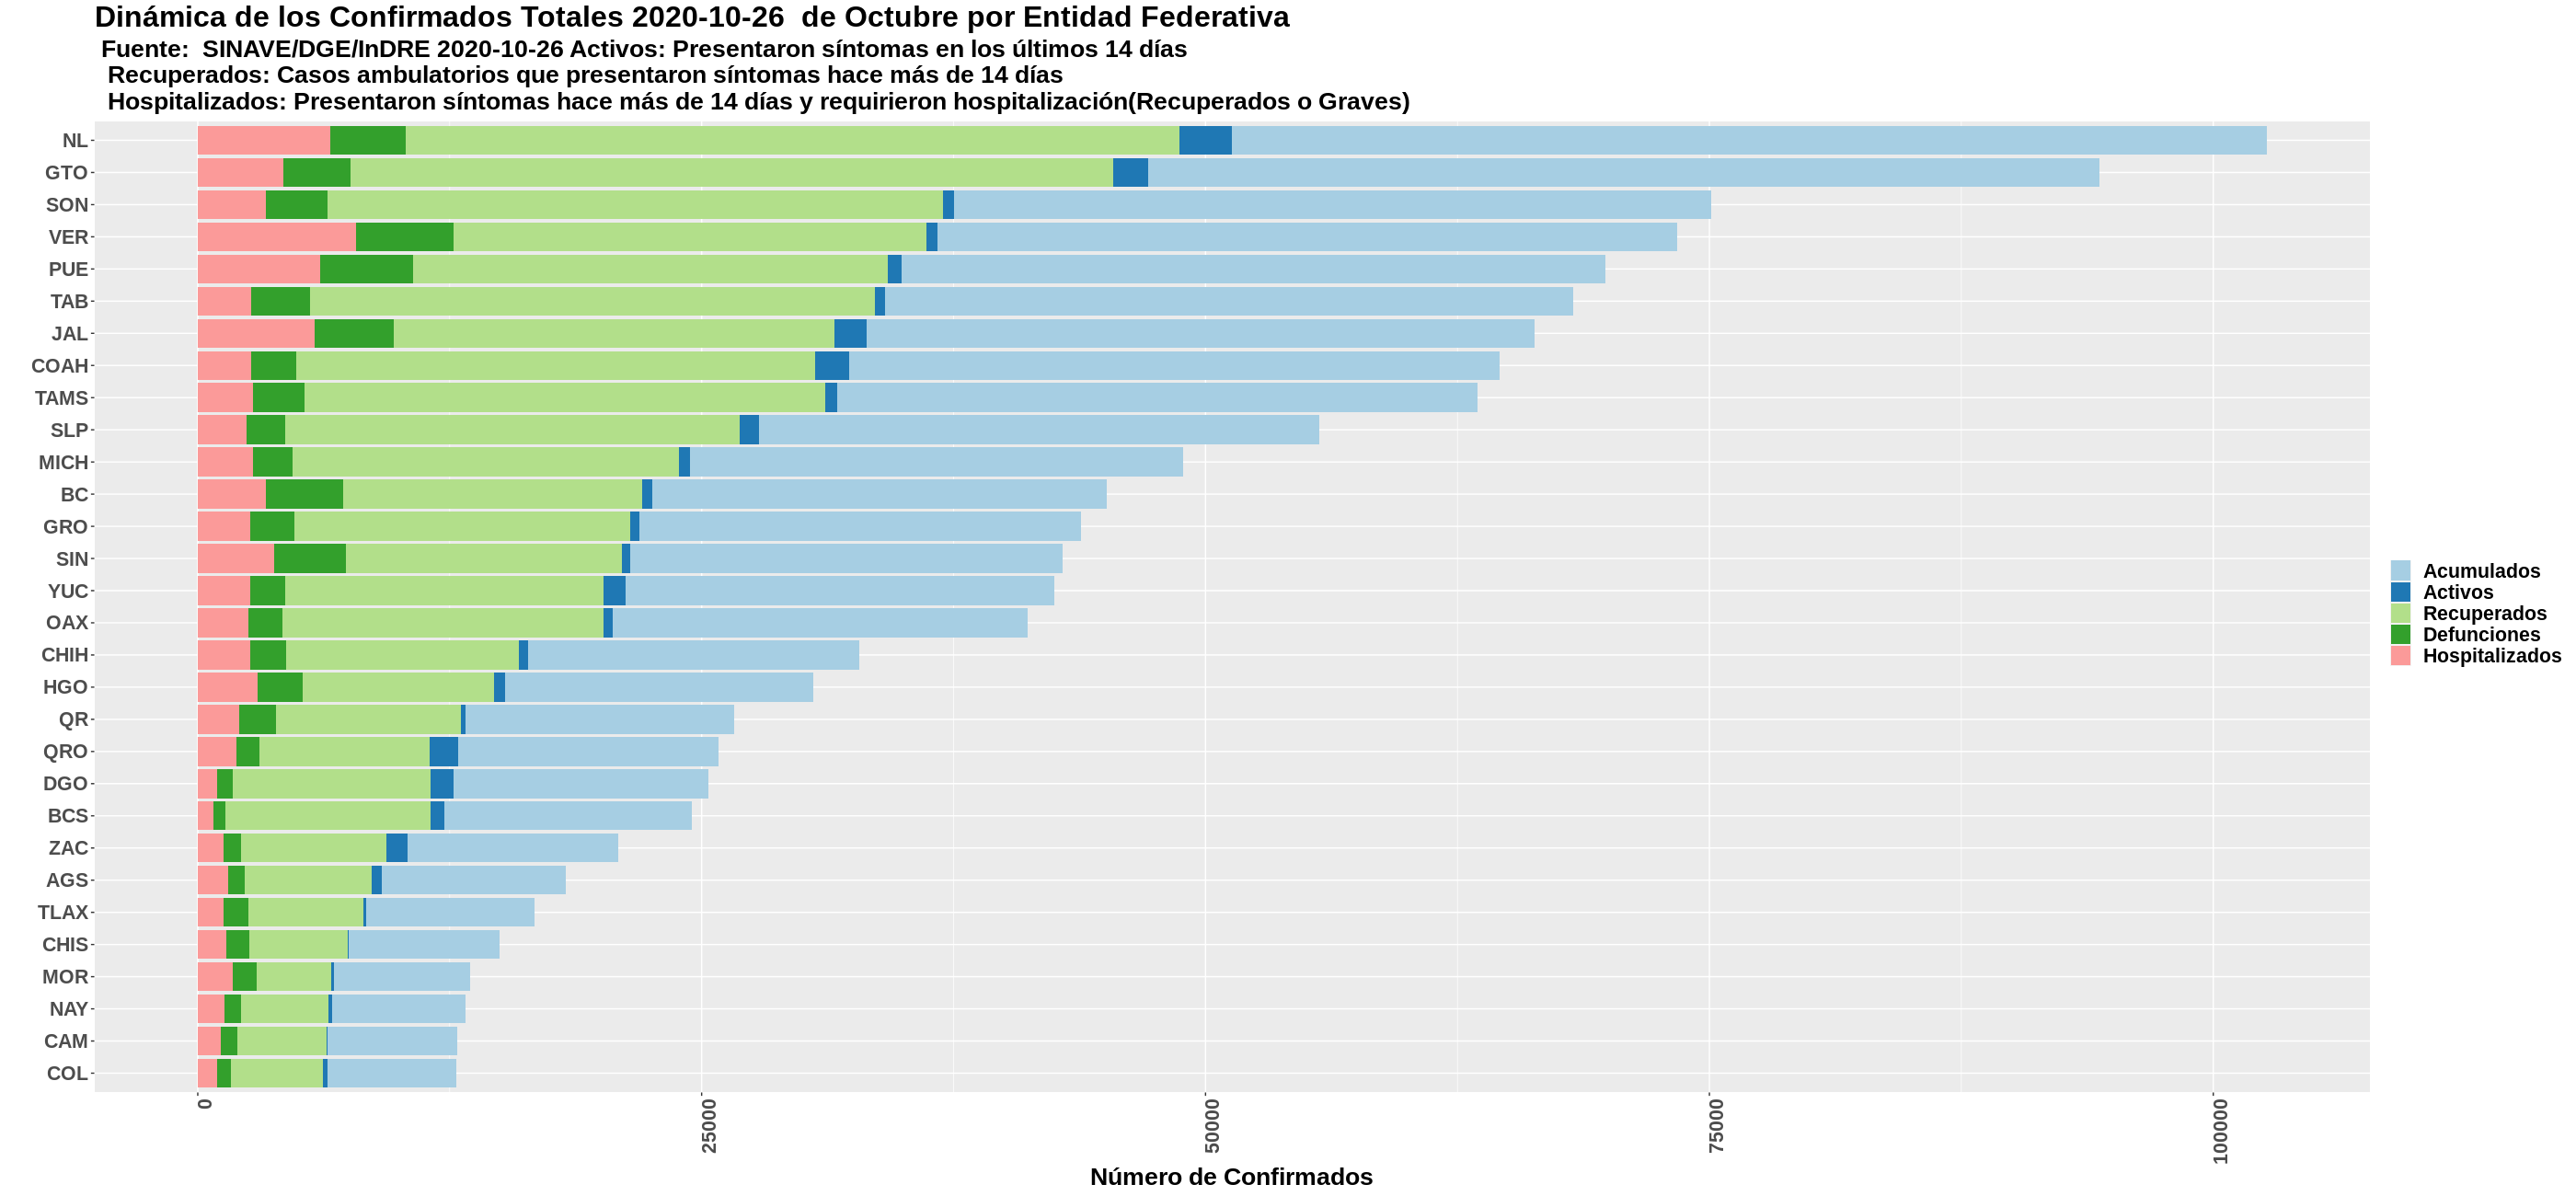 Dinámica de los Confirmados Totales 2020-10-26  de Octubre por Entidad Federativa
Fuente:  SINAVE/DGE/InDRE 2020-10-26 Activos: Presentaron síntomas en los últimos 14 días
Recuperados: Casos ambulatorios que presentaron síntomas hace más de 14 días
Hospitalizados: Presentaron síntomas hace más de 14 días y requirieron hospitalización(Recuperados o Graves)
NL
GTO
SON
VER
PUE
TAB
JAL
COAH
TAMS
SLP
MICH
BC
GRO
SIN
YUC
OAX
CHIH
HGO
QR
QRO
DGO
BCS
ZAC
AGS
TLAX
CHIS
MOR
NAY
CAM
COL
0
25000
50000
75000
100000
Número de Confirmados
Acumulados
Activos
Recuperados
Defunciones
Hospitalizados